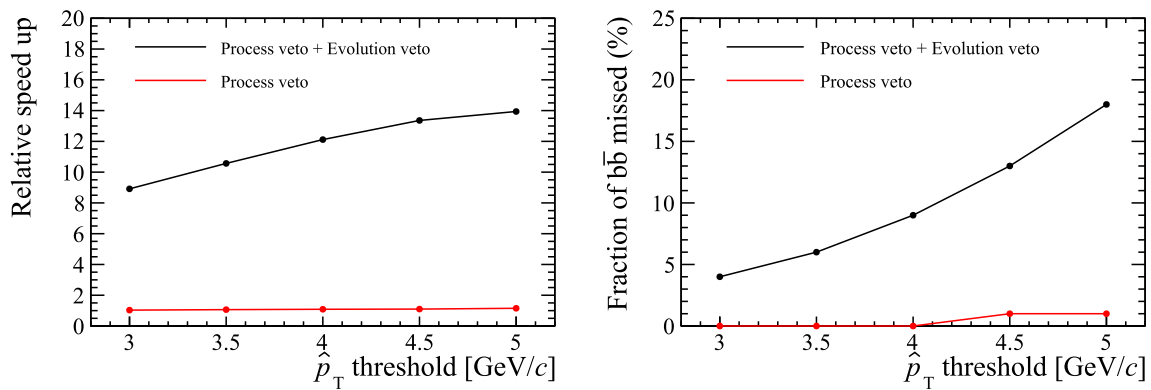 Relative speed up
20
18
16
14
12
10
8
6
4
2
0
Process veto + Evolution veto
Process veto
3 3.5 4 4.5 5
p̂T threshold [GeV/c]
Fraction of bb̅ missed (%)
25
20
15
10
5
0
Process veto + Evolution veto
Process veto
3 3.5 4 4.5 5
p̂T threshold [GeV/c]